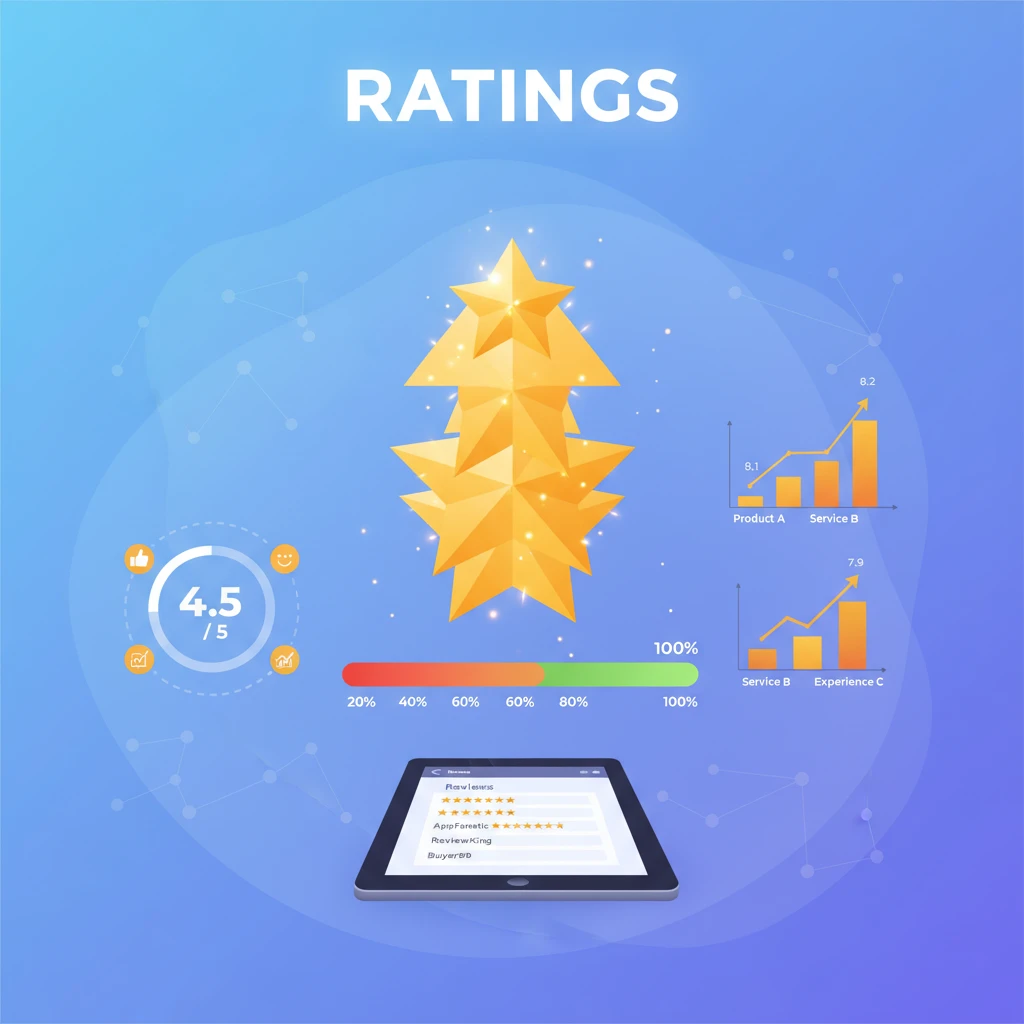 RATINGS
8.2
8.1
Product A Service B
4.5
/ 5
7.9
Service B Experience C
100%
20% 40% 60% 60% 80% 100%
ReviewKing